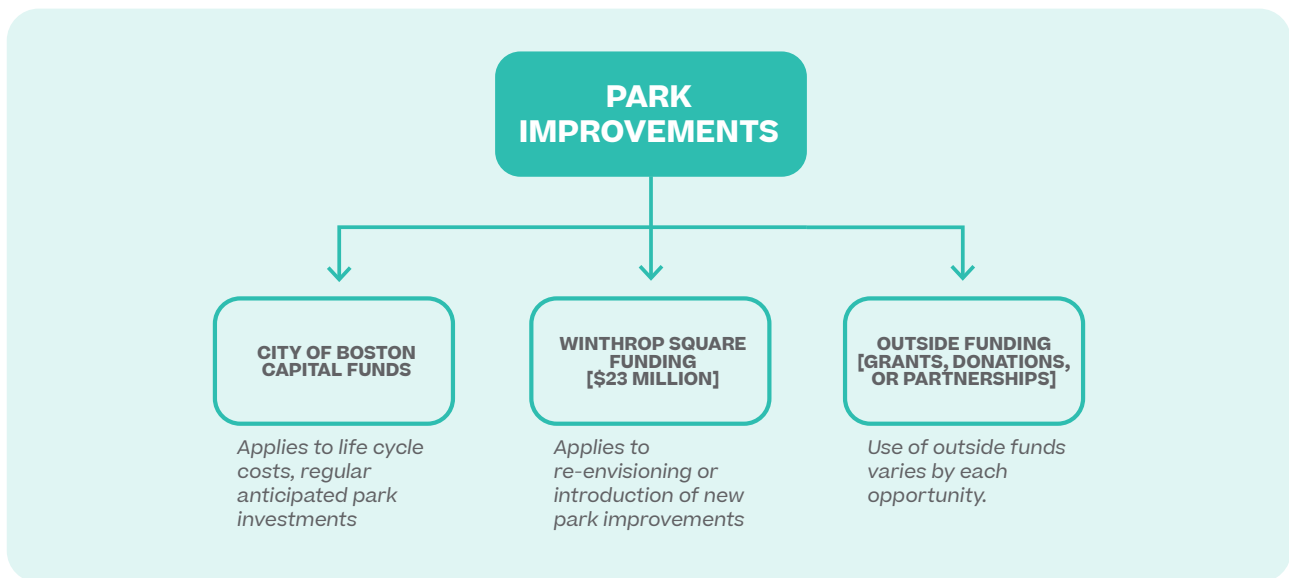 PARK
IMPROVEMENTS
CITY OF BOSTON
CAPITAL FUNDS
Applies to life cycle
costs, regular
anticipated park
investments
WINTHROP SQUARE
FUNDING
[$23 MILLION]
Applies to
re-envisioning or
introduction of new
park improvements
OUTSIDE FUNDING
[GRANTS, DONATIONS,
OR PARTNERSHIPS]
Use of outside funds
varies by each
opportunity.